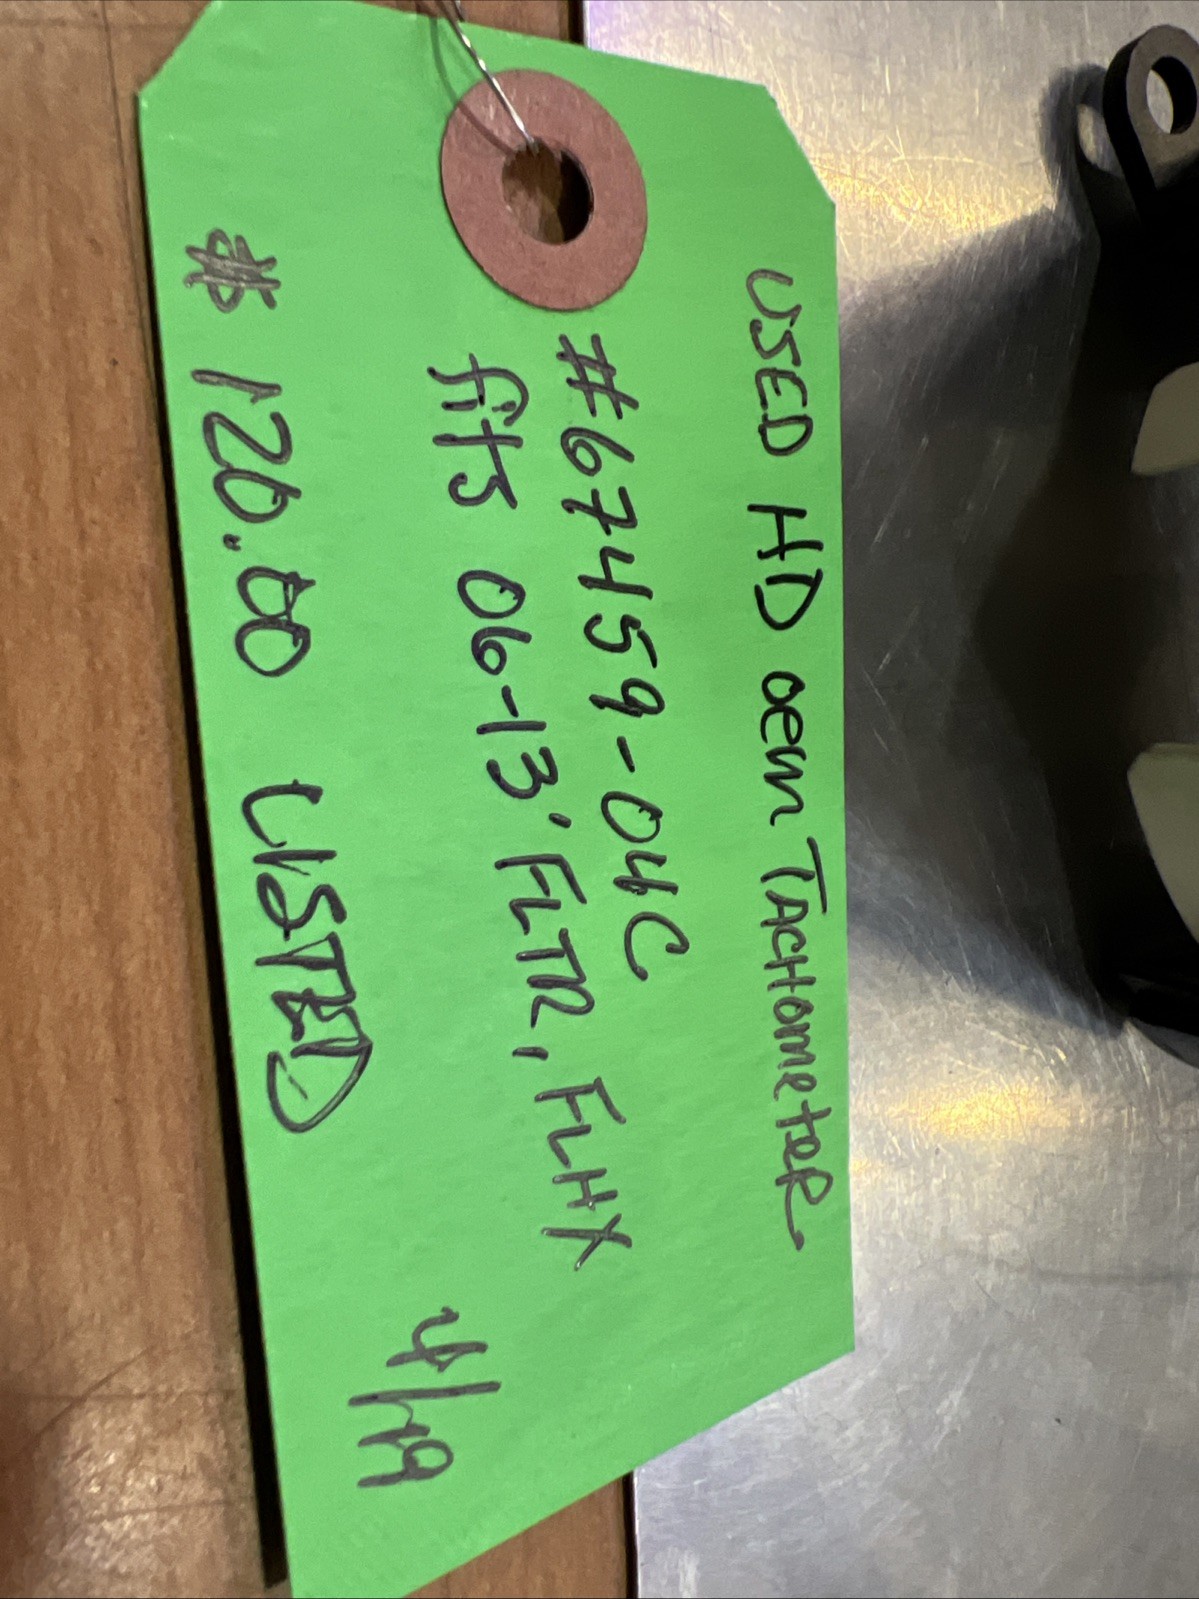 USED HD oem TACHOmeteR
#67459-04C
fits 06-13' FLTR, FLHX
$ 120.00 LISTED
4/19